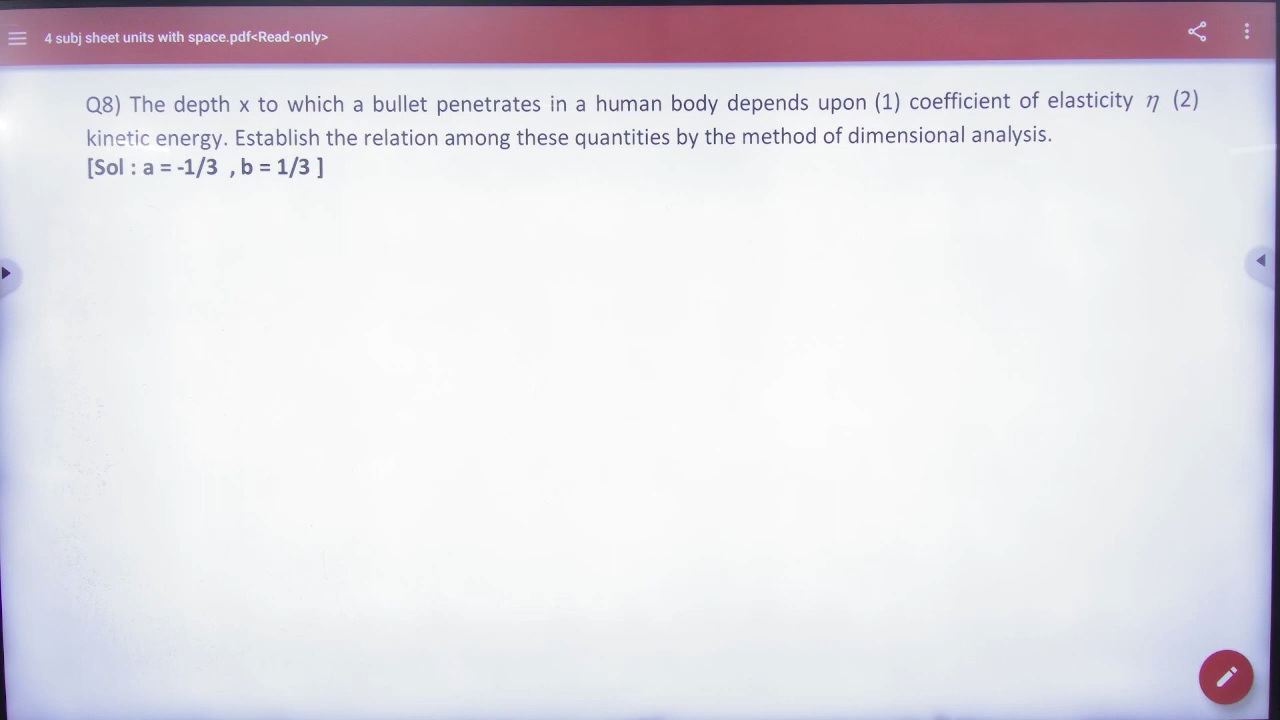 4 subj sheet units with space.pdf<Read-only>
Q8) The depth x to which a bullet penetrates in a human body depends upon (1) coefficient of elasticity η (2)
kinetic energy. Establish the relation among these quantities by the method of dimensional analysis.
[Sol : a = -1/3 , b = 1/3 ]